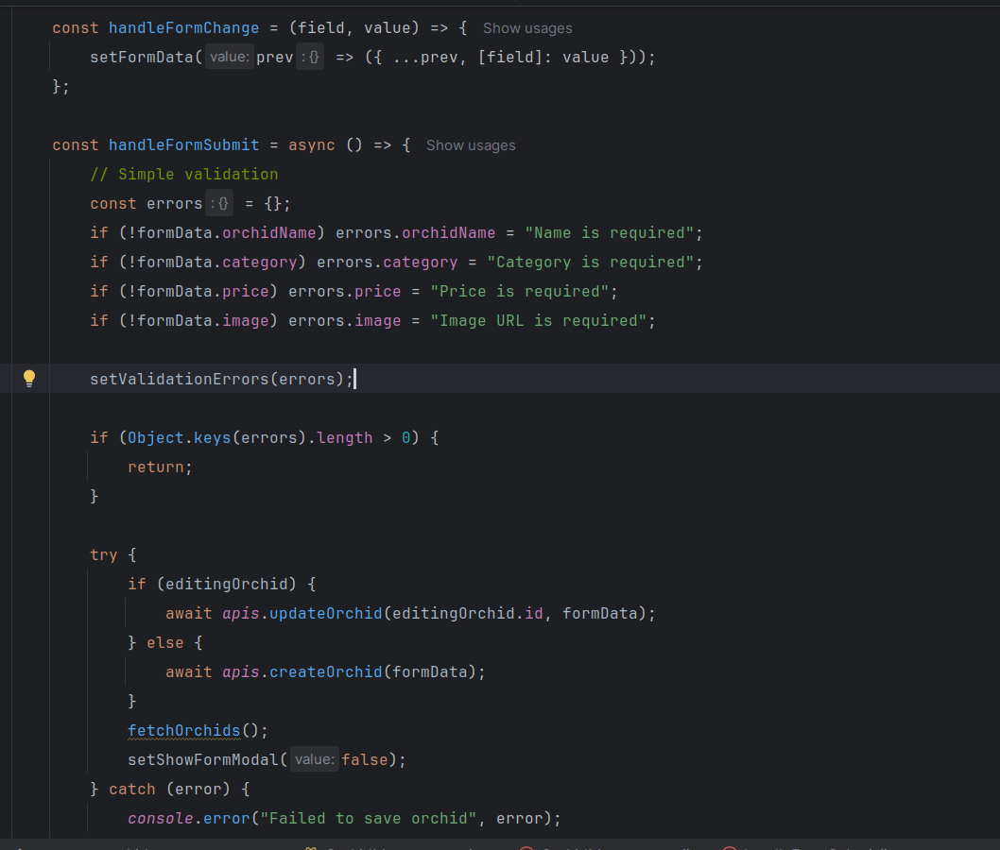 const handleFormChange = (field, value) => { Show usages
setFormData( value: prev : {} => ({ ...prev, [field]: value }));
};
const handleFormSubmit = async () => { Show usages
// Simple validation
const errors : {} = {};
if (!formData.orchidName) errors.orchidName = "Name is required";
if (!formData.category) errors.category = "Category is required";
if (!formData.price) errors.price = "Price is required";
if (!formData.image) errors.image = "Image URL is required";
setValidationErrors(errors);
if (Object.keys(errors).length > 0) {
return;
}
try {
if (editingOrchid) {
await apis.updateOrchid(editingOrchid.id, formData);
} else {
await apis.createOrchid(formData);
}
fetchOrchids();
setShowFormModal( value: false);
} catch (error) {
console.error("Failed to save orchid", error);